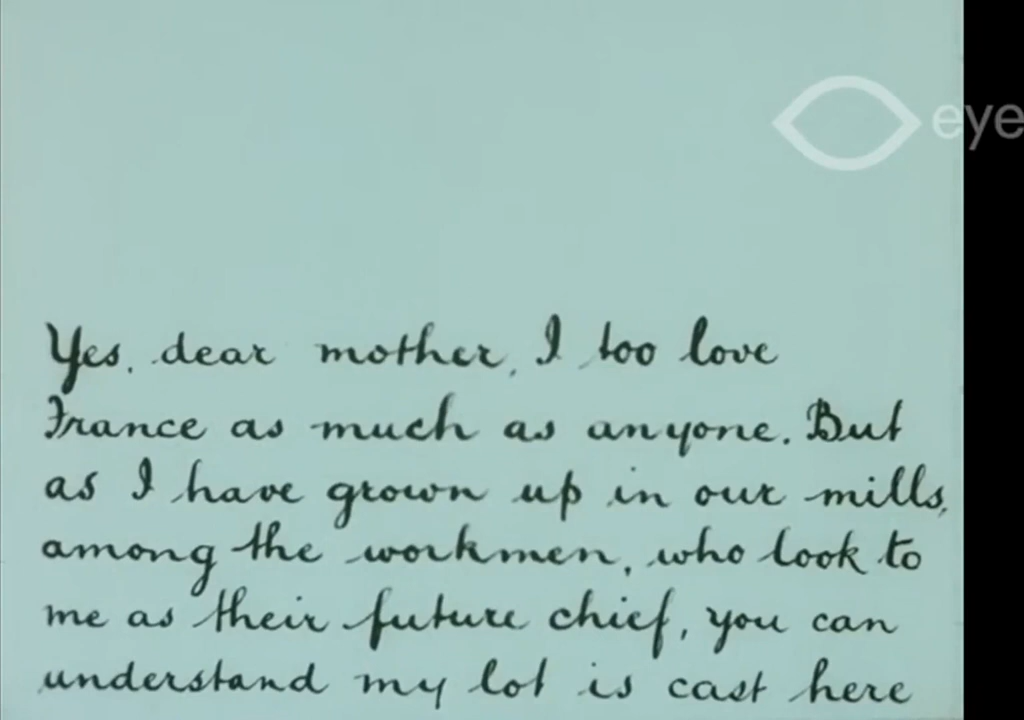 eye
Yes, dear mother, I too love
France as much as anyone. But
as I have grown up in our mills,
among the workmen, who look to
me as their future chief, you can
understand my lot is cast here